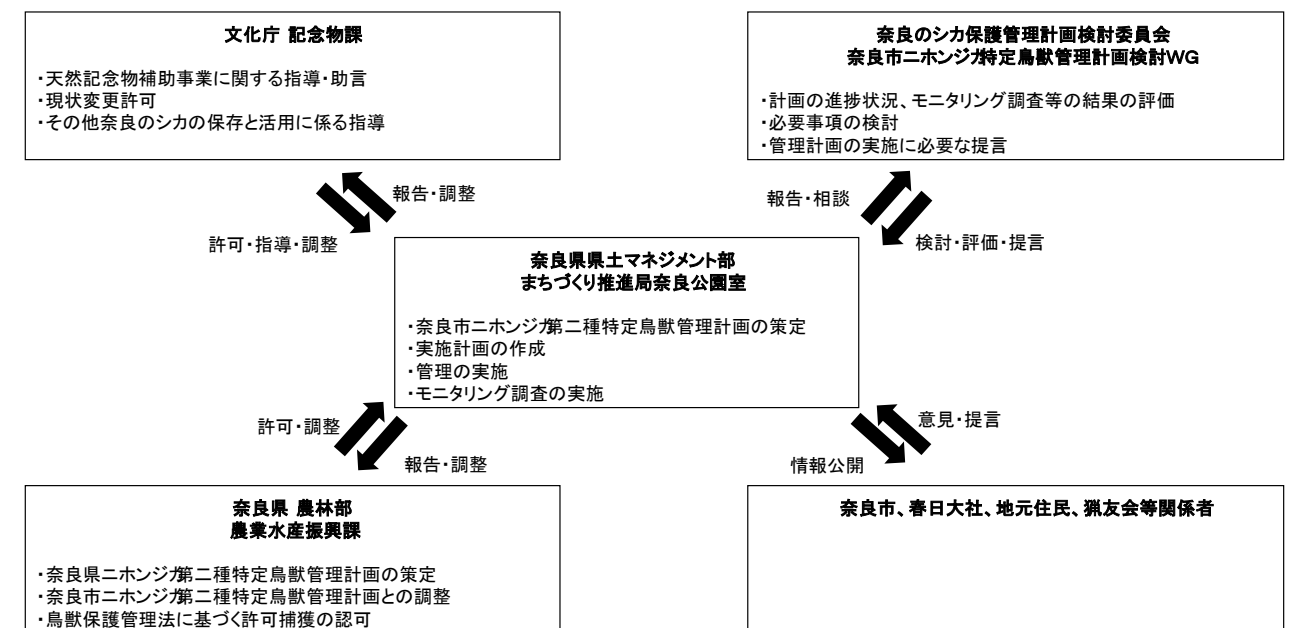 文化庁 記念物課
・天然記念物補助事業に関する指導・助言
・現状変更許可
・その他奈良のシカの保存と活用に係る指導
奈良のシカ保護管理計画検討委員会
奈良市ニホンジカ特定鳥獣管理計画検討WG
・計画の進捗状況、モニタリング調査等の結果の評価
・必要事項の検討
・管理計画の実施に必要な提言
報告・調整
許可・指導・調整
報告・相談
検討・評価・提言
奈良県県土マネジメント部
まちづくり推進局奈良公園室
・奈良市ニホンジカ第二種特定鳥獣管理計画の策定
・実施計画の作成
・管理の実施
・モニタリング調査の実施
許可・調整
報告・調整
意見・提言
情報公開
奈良県 農林部
農業水産振興課
・奈良県ニホンジカ第二種特定鳥獣管理計画の策定
・奈良市ニホンジカ第二種特定鳥獣管理計画との調整
・鳥獣保護管理法に基づく許可捕獲の認可
奈良市、春日大社、地元住民、猟友会等関係者